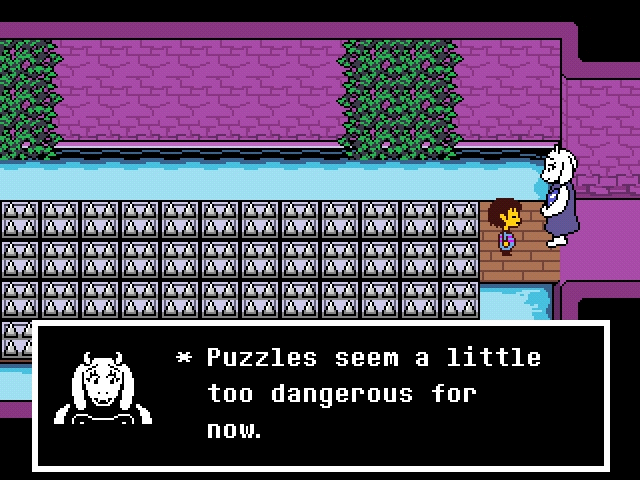 * Puzzles seem a little
too dangerous for
now.